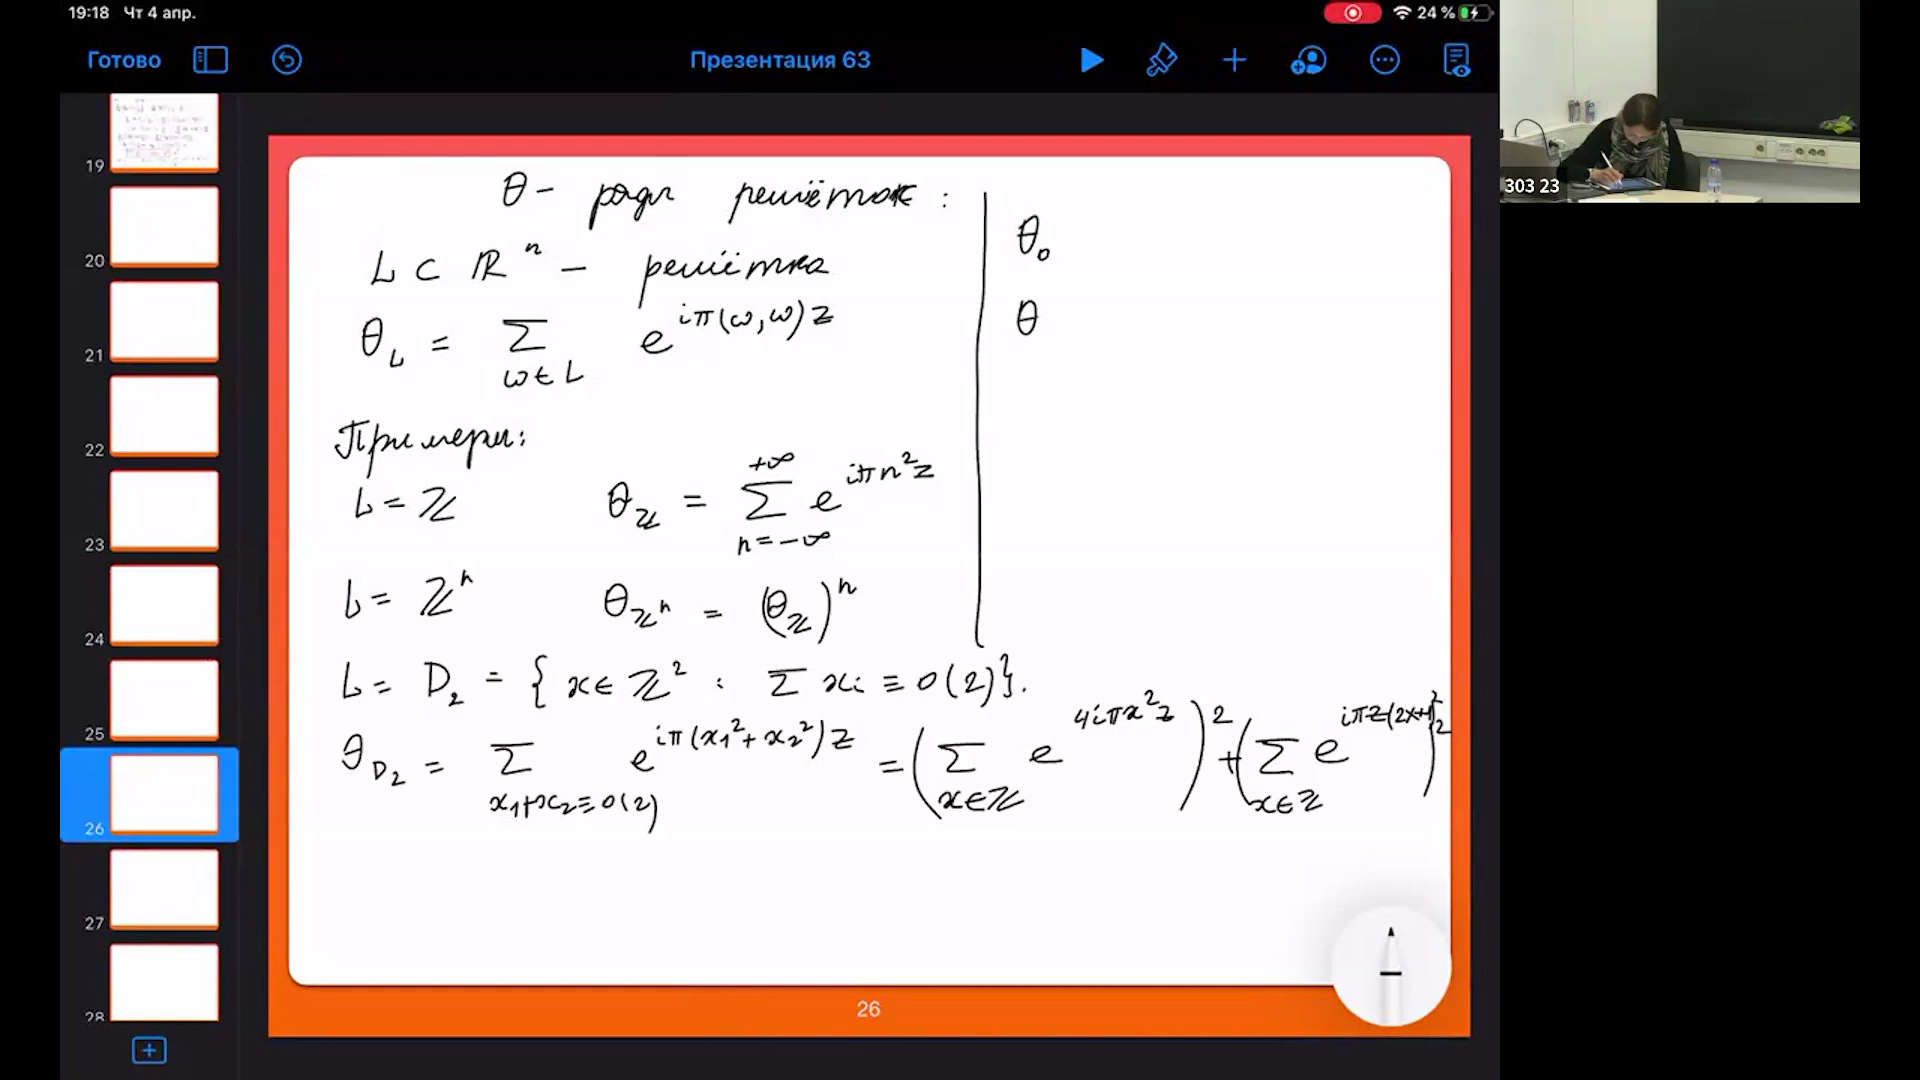 19:18 Чт 4 апр.
24 %
Готово
Презентация 63
303 23
19
20
21
22
23
24
25
26
27
28
θ - ряды решёток :
L ⊂ ℝⁿ — решётка
θ_L = Σ_{ω∈L} e^{iπ(ω,ω)z}
Примеры:
L = ℤ θ_ℤ = Σ_{n=-∞}^{+∞} e^{iπn²z}
L = ℤⁿ θ_{ℤⁿ} = (θ_ℤ)ⁿ
θ₀
θ
L = D₂ = { x ∈ ℤ² : Σ xᵢ ≡ 0(2)}.
θ_{D₂} = Σ_{x₁+x₂≡0(2)} e^{iπ(x₁²+x₂²)z} = (Σ_{x∈ℤ} e^{4iπx²z})² + (Σ_{x∈ℤ} e^{iπz(2x+1)²})²
26